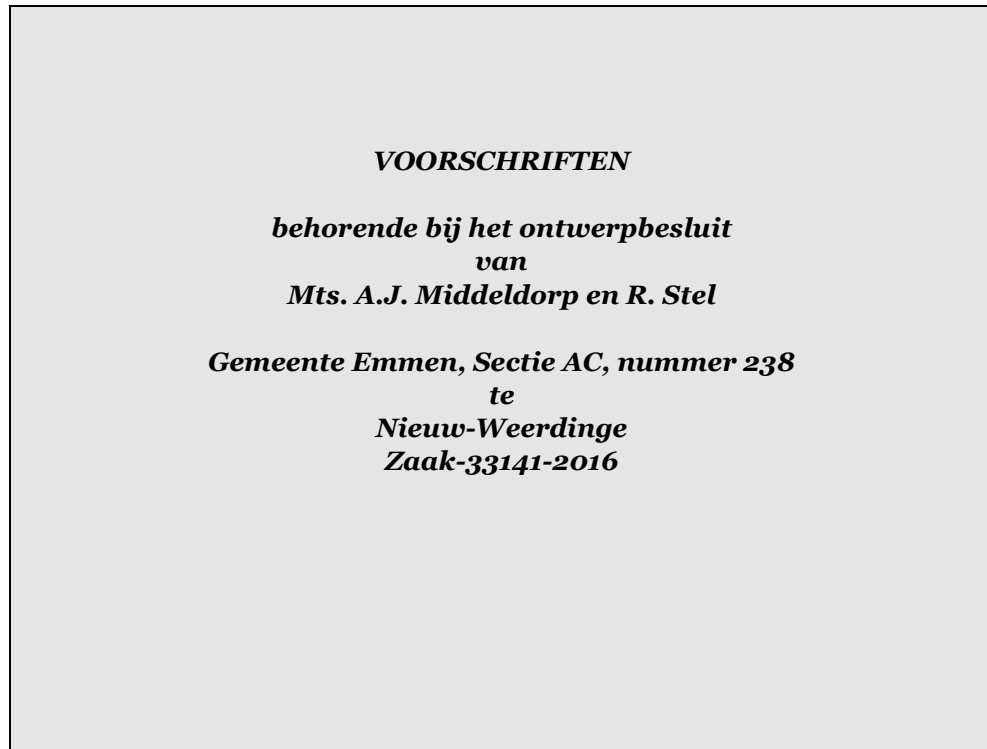 VOORSCHRIFTEN
behorende bij het ontwerpbesluit
van
Mts. A.J. Middeldorp en R. Stel
Gemeente Emmen, Sectie AC, nummer 238
te
Nieuw-Weerdinge
Zaak-33141-2016